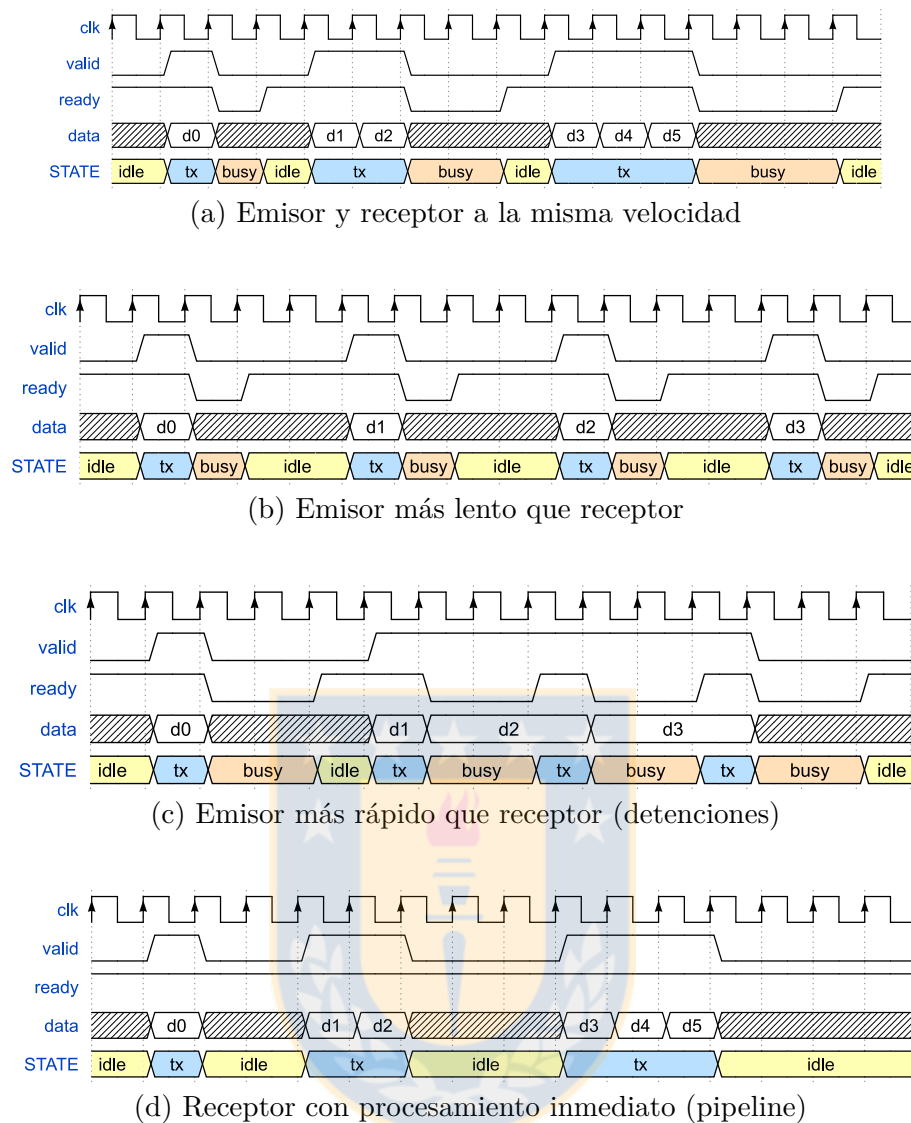 clk
valid
ready
data d0 d1 d2 d3 d4 d5
STATE idle tx busy idle tx busy idle tx busy idle
(a) Emisor y receptor a la misma velocidad
clk
valid
ready
data d0 d1 d2 d3
STATE idle tx busy idle tx busy idle tx busy idle tx busy idle
(b) Emisor más lento que receptor
clk
valid
ready
data d0 d1 d2 d3
STATE idle tx busy idle tx busy tx busy tx busy idle
(c) Emisor más rápido que receptor (detenciones)
clk
valid
ready
data d0 d1 d2 d3 d4 d5
STATE idle tx idle tx idle tx idle
(d) Receptor con procesamiento inmediato (pipeline)